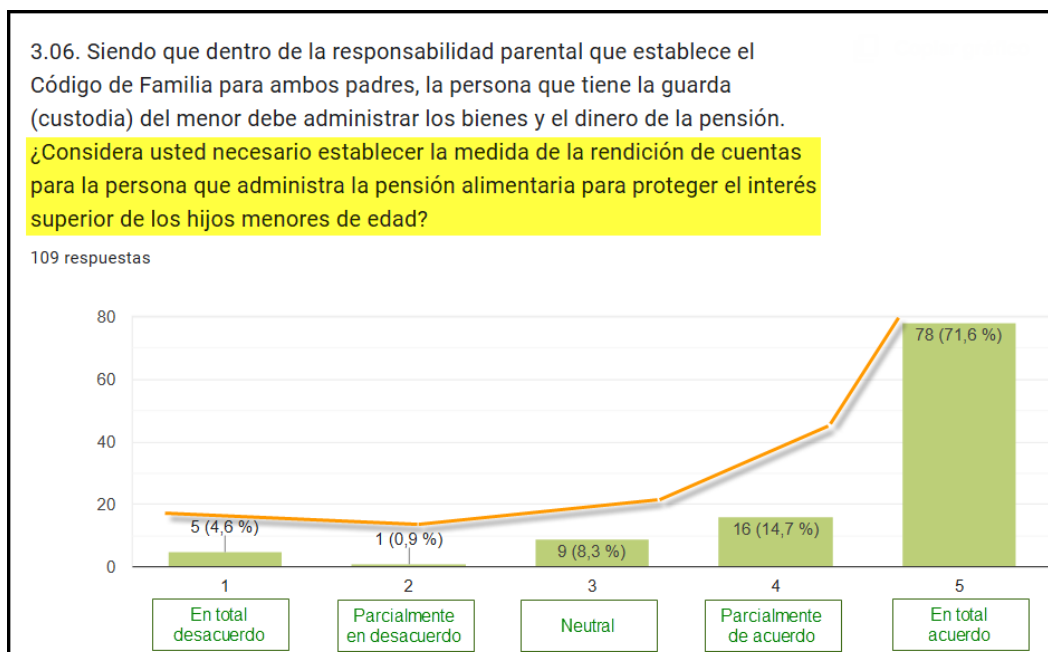 3.06. Siendo que dentro de la responsabilidad parental que establece el
Código de Familia para ambos padres, la persona que tiene la guarda
(custodia) del menor debe administrar los bienes y el dinero de la pensión.
¿Considera usted necesario establecer la medida de la rendición de cuentas
para la persona que administra la pensión alimentaria para proteger el interés
superior de los hijos menores de edad?
109 respuestas
80
60
40
20
0
5 (4,6 %)
1 (0,9 %)
9 (8,3 %)
16 (14,7 %)
78 (71,6 %)
1
2
3
4
5
En total
desacuerdo
Parcialmente
en desacuerdo
Neutral
Parcialmente
de acuerdo
En total
acuerdo